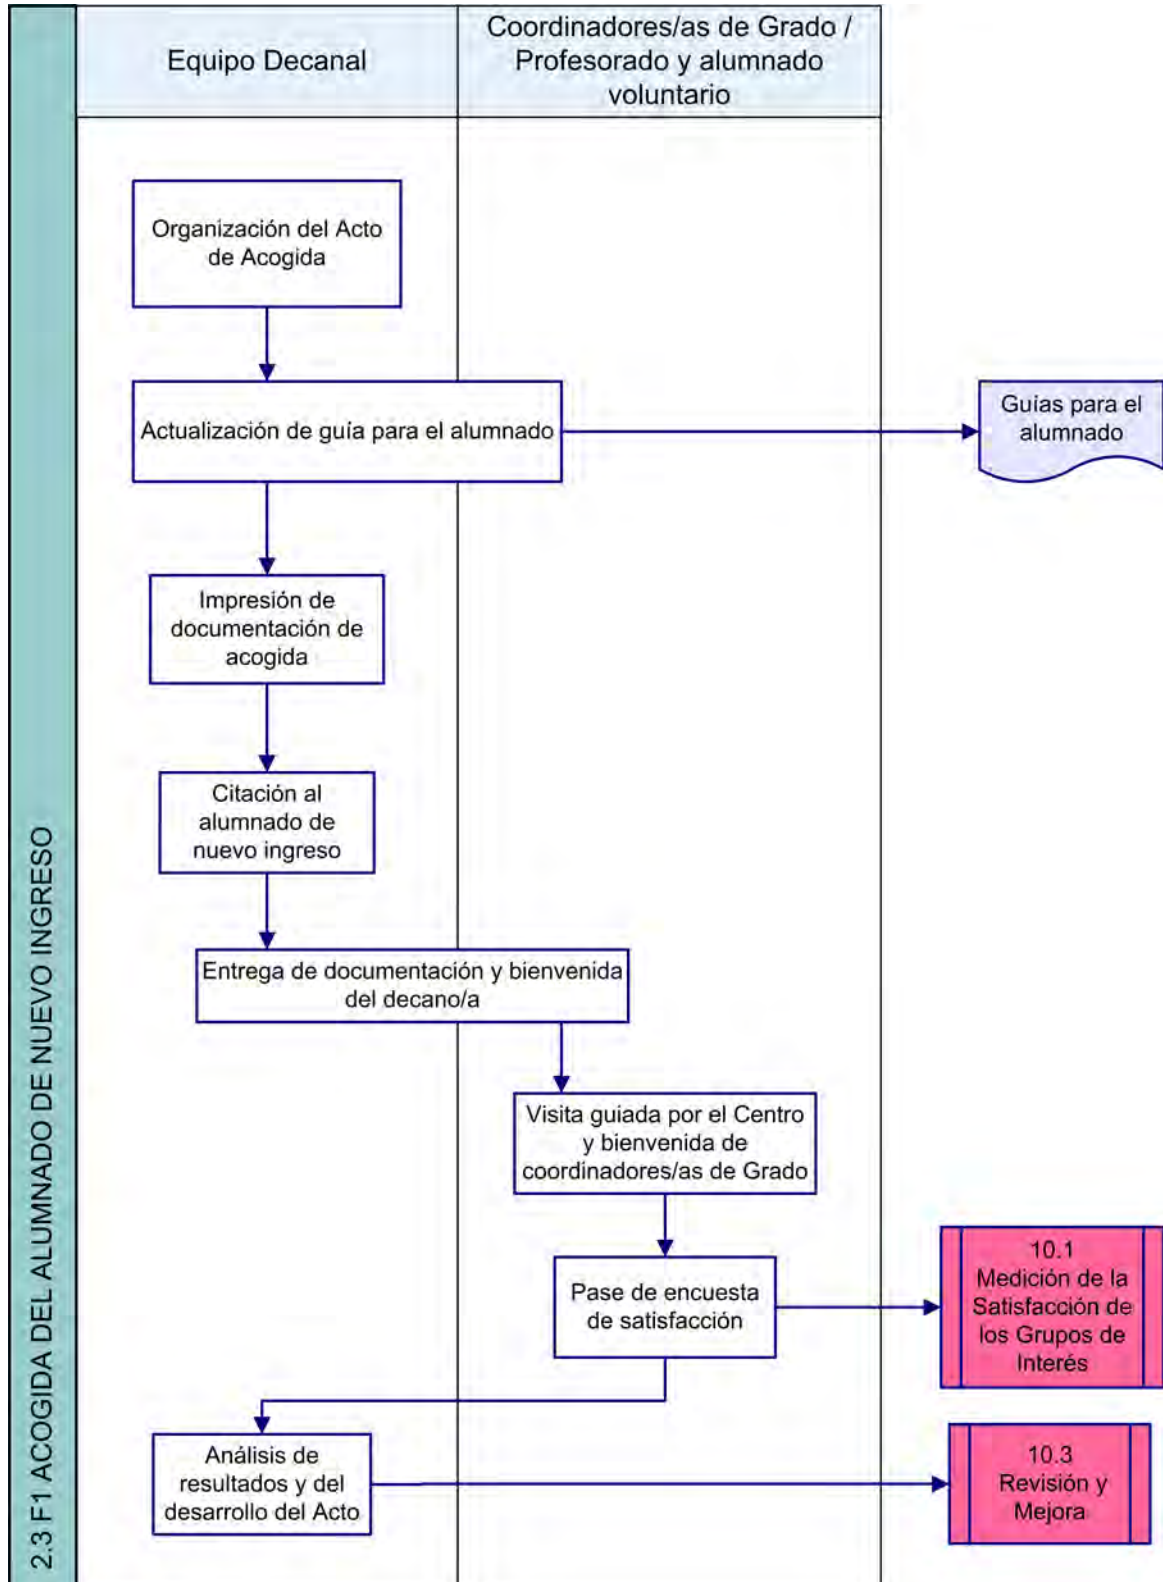 Equipo Decanal
Coordinadores/as de Grado /
Profesorado y alumnado
voluntario
2.3 F1 ACOGIDA DEL ALUMNADO DE NUEVO INGRESO
Organización del Acto
de Acogida
Actualización de guía para el alumnado
Guías para el
alumnado
Impresión de
documentación de
acogida
Citación al
alumnado de
nuevo ingreso
Entrega de documentación y bienvenida
del decano/a
Visita guiada por el Centro
y bienvenida de
coordinadores/as de Grado
Pase de encuesta
de satisfacción
10.1
Medición de la
Satisfacción de
los Grupos de
Interés
Análisis de
resultados y del
desarrollo del Acto
10.3
Revisión y
Mejora